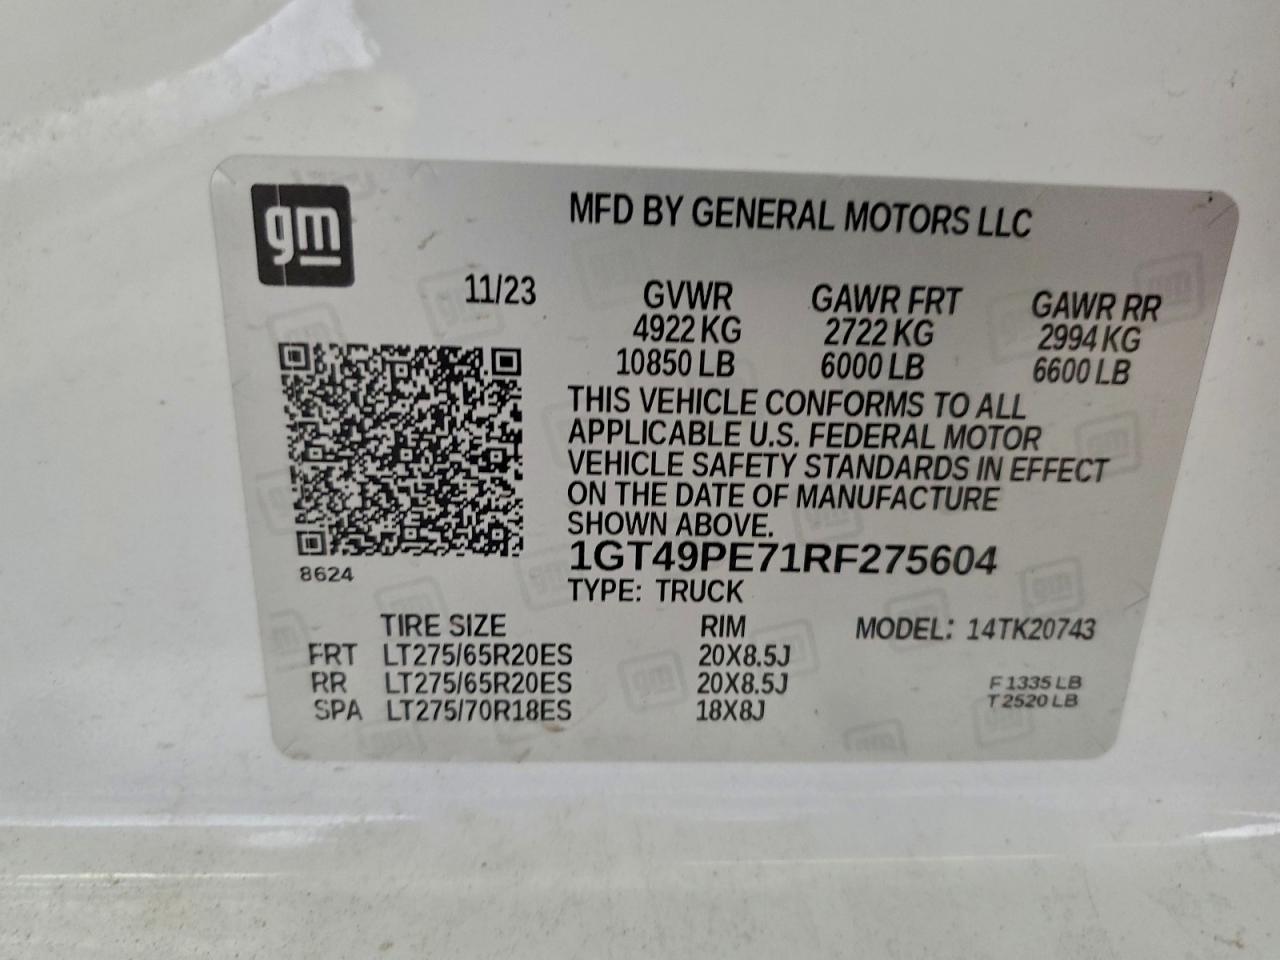 gm
MFD BY GENERAL MOTORS LLC
11/23
GVWR GAWR FRT GAWR RR
4922 KG 2722 KG 2994 KG
10850 LB 6000 LB 6600 LB
THIS VEHICLE CONFORMS TO ALL
APPLICABLE U.S. FEDERAL MOTOR
VEHICLE SAFETY STANDARDS IN EFFECT
ON THE DATE OF MANUFACTURE
SHOWN ABOVE.
8624
1GT49PE71RF275604
TYPE: TRUCK
TIRE SIZE RIM MODEL: 14TK20743
FRT LT275/65R20ES 20X8.5J
RR LT275/65R20ES 20X8.5J F 1335 LB
SPA LT275/70R18ES 18X8J T 2520 LB